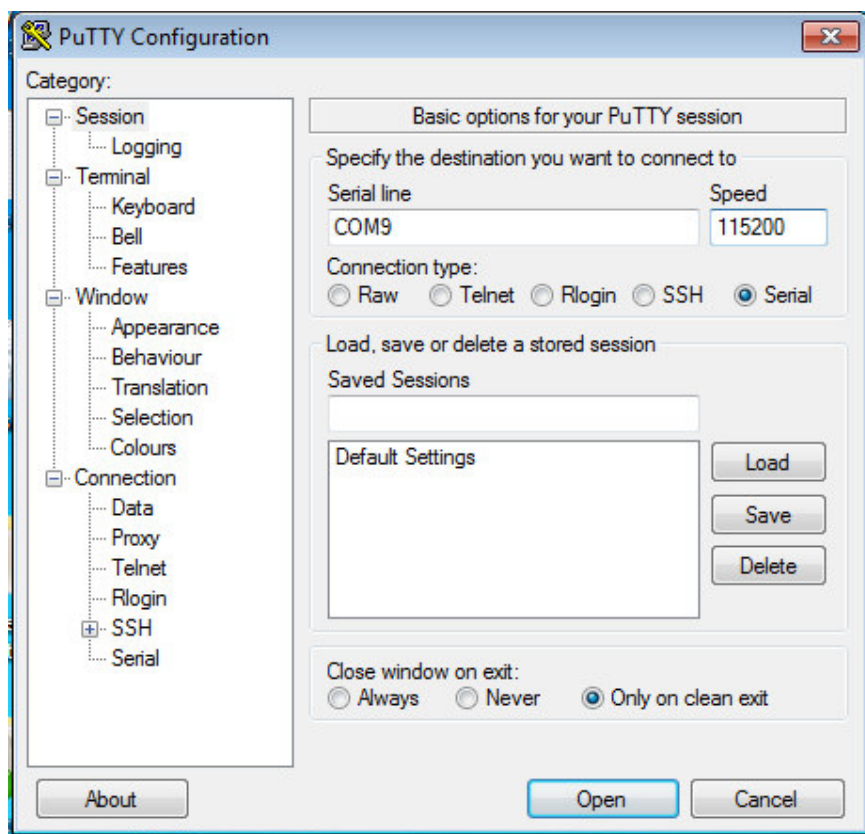 PuTTY Configuration
Category:
Session
Logging
Terminal
Keyboard
Bell
Features
Window
Appearance
Behaviour
Translation
Selection
Colours
Connection
Data
Proxy
Telnet
Rlogin
SSH
Serial
Basic options for your PuTTY session
Specify the destination you want to connect to
Serial line Speed
COM9 115200
Connection type:
Raw Telnet Rlogin SSH Serial
Load, save or delete a stored session
Saved Sessions
Default Settings
Load
Save
Delete
Close window on exit:
Always Never Only on clean exit
About Open Cancel